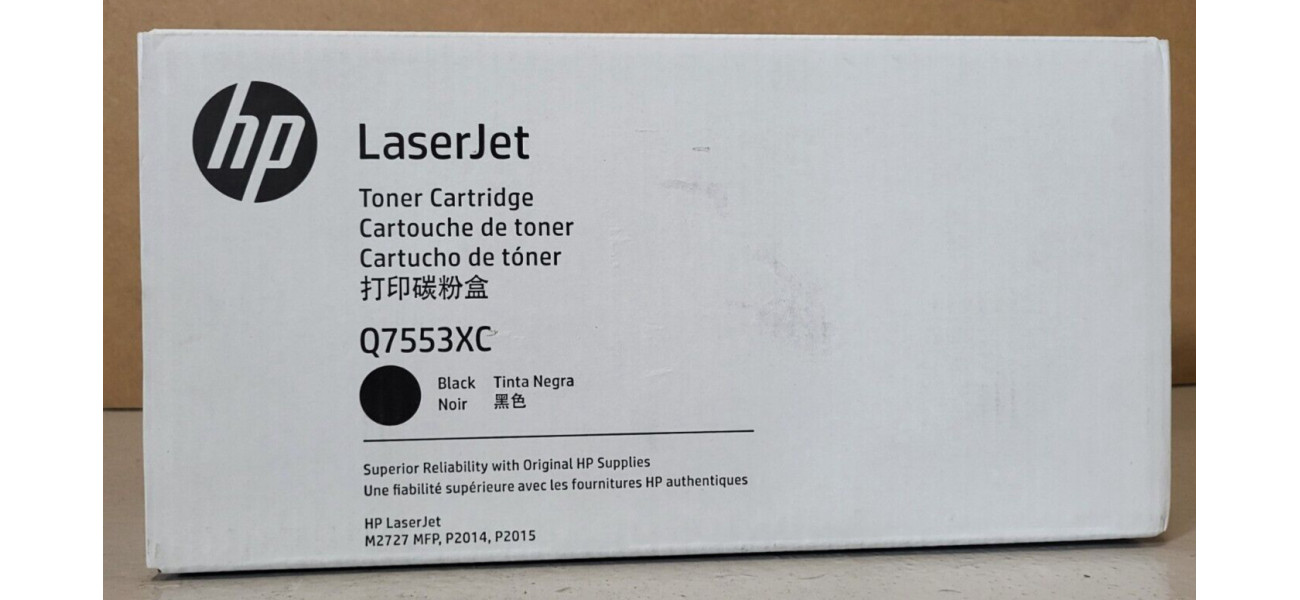 hp
LaserJet
Toner Cartridge
Cartouche de toner
Cartucho de tóner
打印碳粉盒
Q7553XC
Black Tinta Negra
Noir 黑色
Superior Reliability with Original HP Supplies
Une fiabilité supérieure avec les fournitures HP authentiques
HP LaserJet
M2727 MFP, P2014, P2015